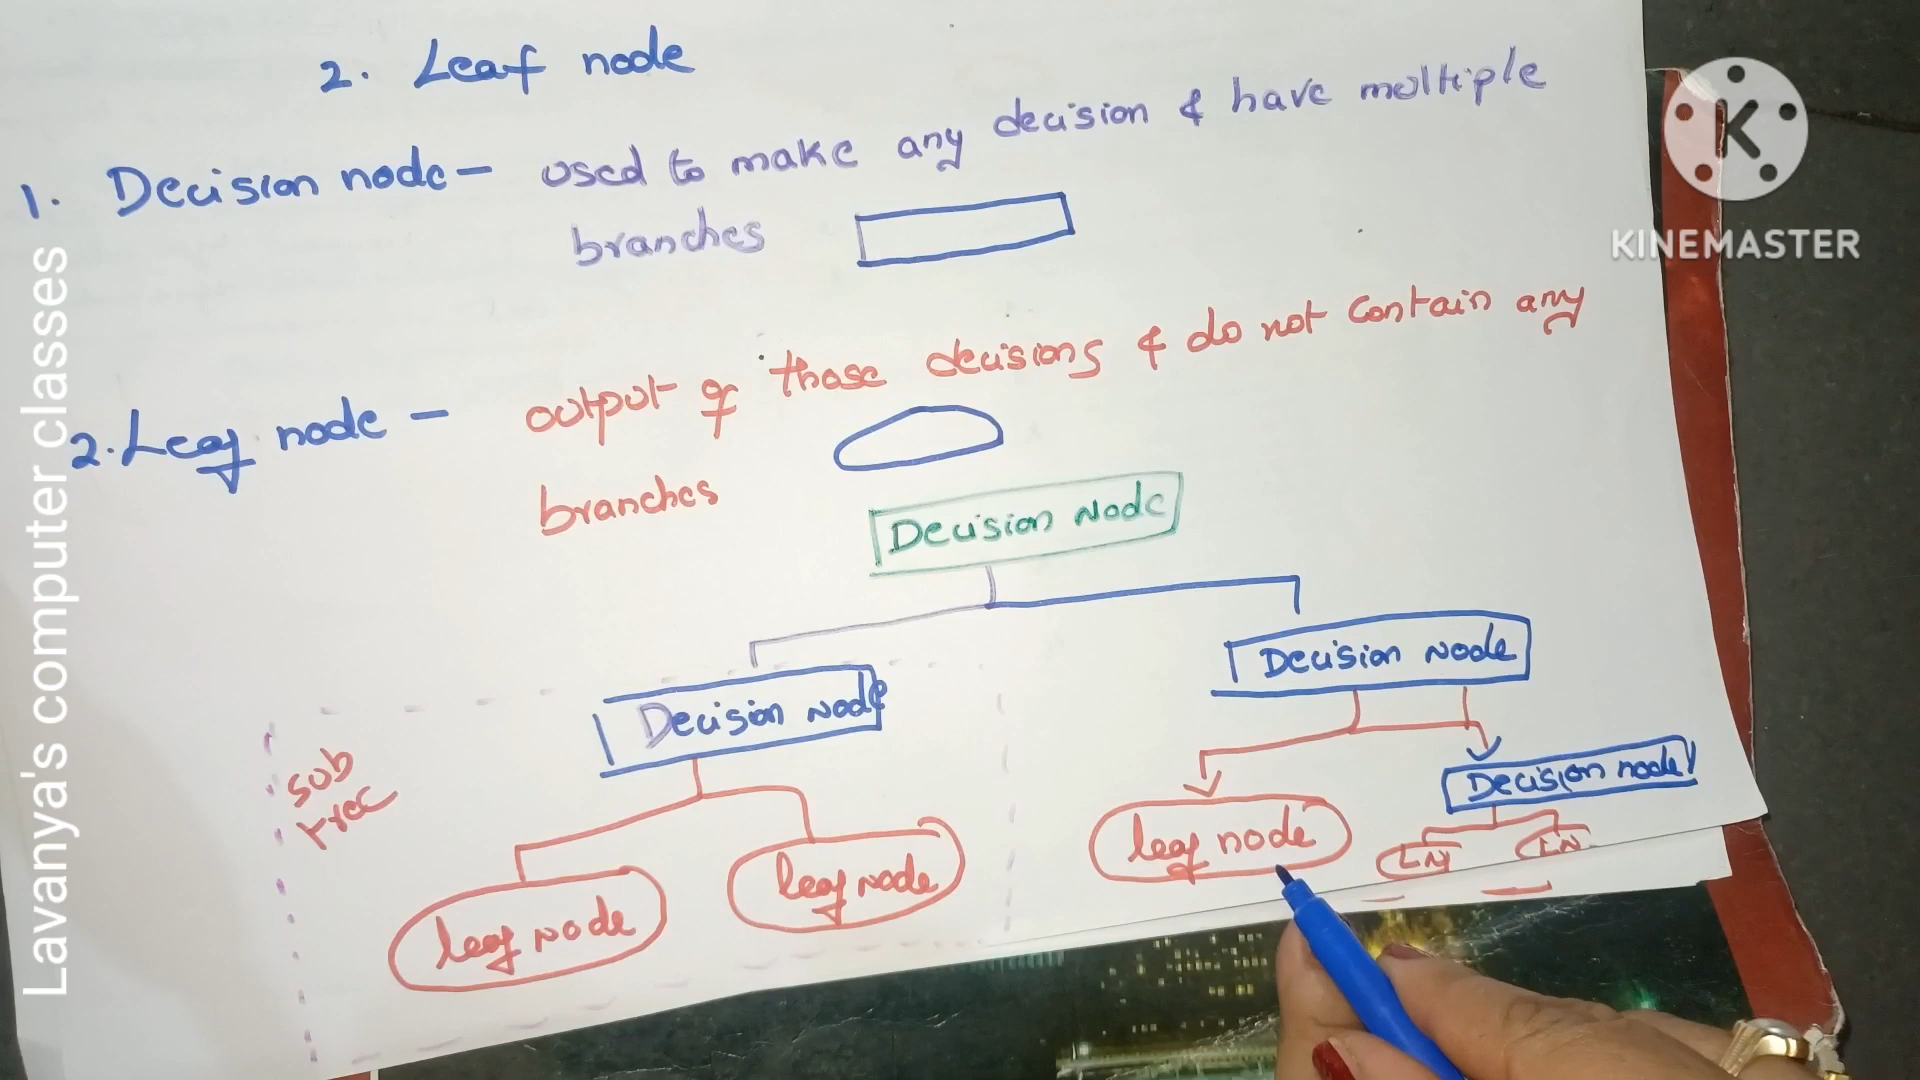 2. Leaf node
1. Decision node - used to make any decision & have multiple
branches
2. Leaf node - output of those decisions & do not contain any
branches
Decision Node
Decision Node
Decision Node
sub
tree
Decision node
leaf node
leaf node
leaf node
LN
LN
K
KINEMASTER
Lavanya's computer classes